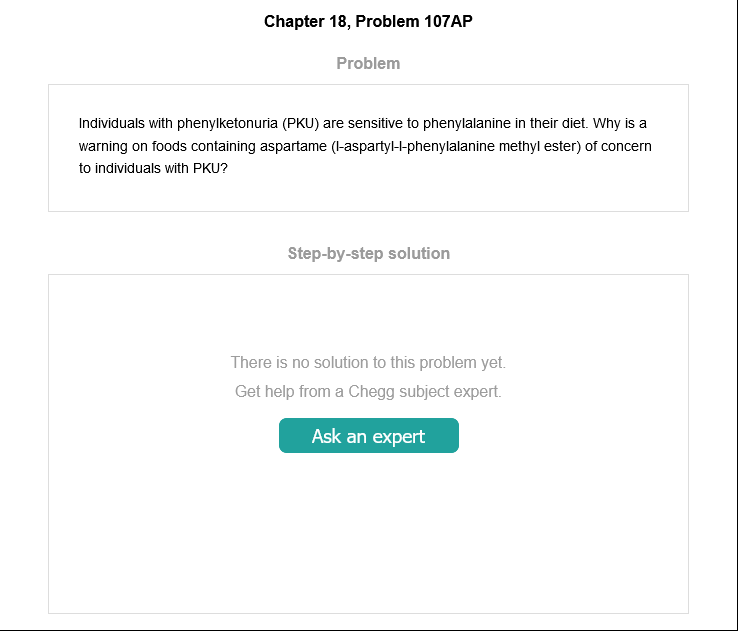 Chapter 18, Problem 107AP
Problem
Individuals with phenylketonuria (PKU) are sensitive to phenylalanine in their diet. Why is a
warning on foods containing aspartame (l-aspartyl-l-phenylalanine methyl ester) of concern
to individuals with PKU?
Step-by-step solution
There is no solution to this problem yet.
Get help from a Chegg subject expert.
Ask an expert